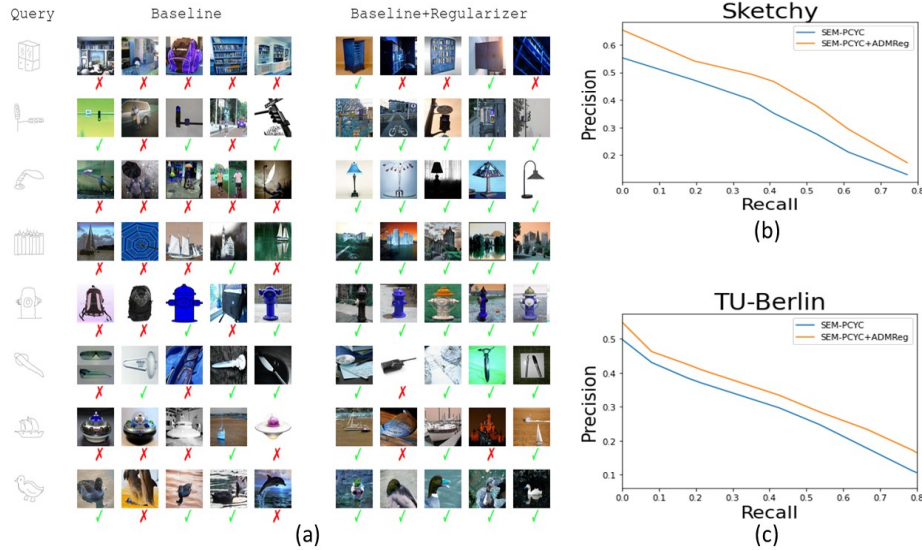 Query
Baseline
Baseline+Regularizer
(a)
Sketchy
SEM-PCYC
SEM-PCYC+ADMReg
Precision
0.6
0.5
0.4
0.3
0.2
0.0 0.1 0.2 0.3 0.4 0.5 0.6 0.7 0.8
Recall
(b)
TU-Berlin
SEM-PCYC
SEM-PCYC+ADMReg
Precision
0.5
0.4
0.3
0.2
0.1
0.0 0.1 0.2 0.3 0.4 0.5 0.6 0.7 0.8
Recall
(c)